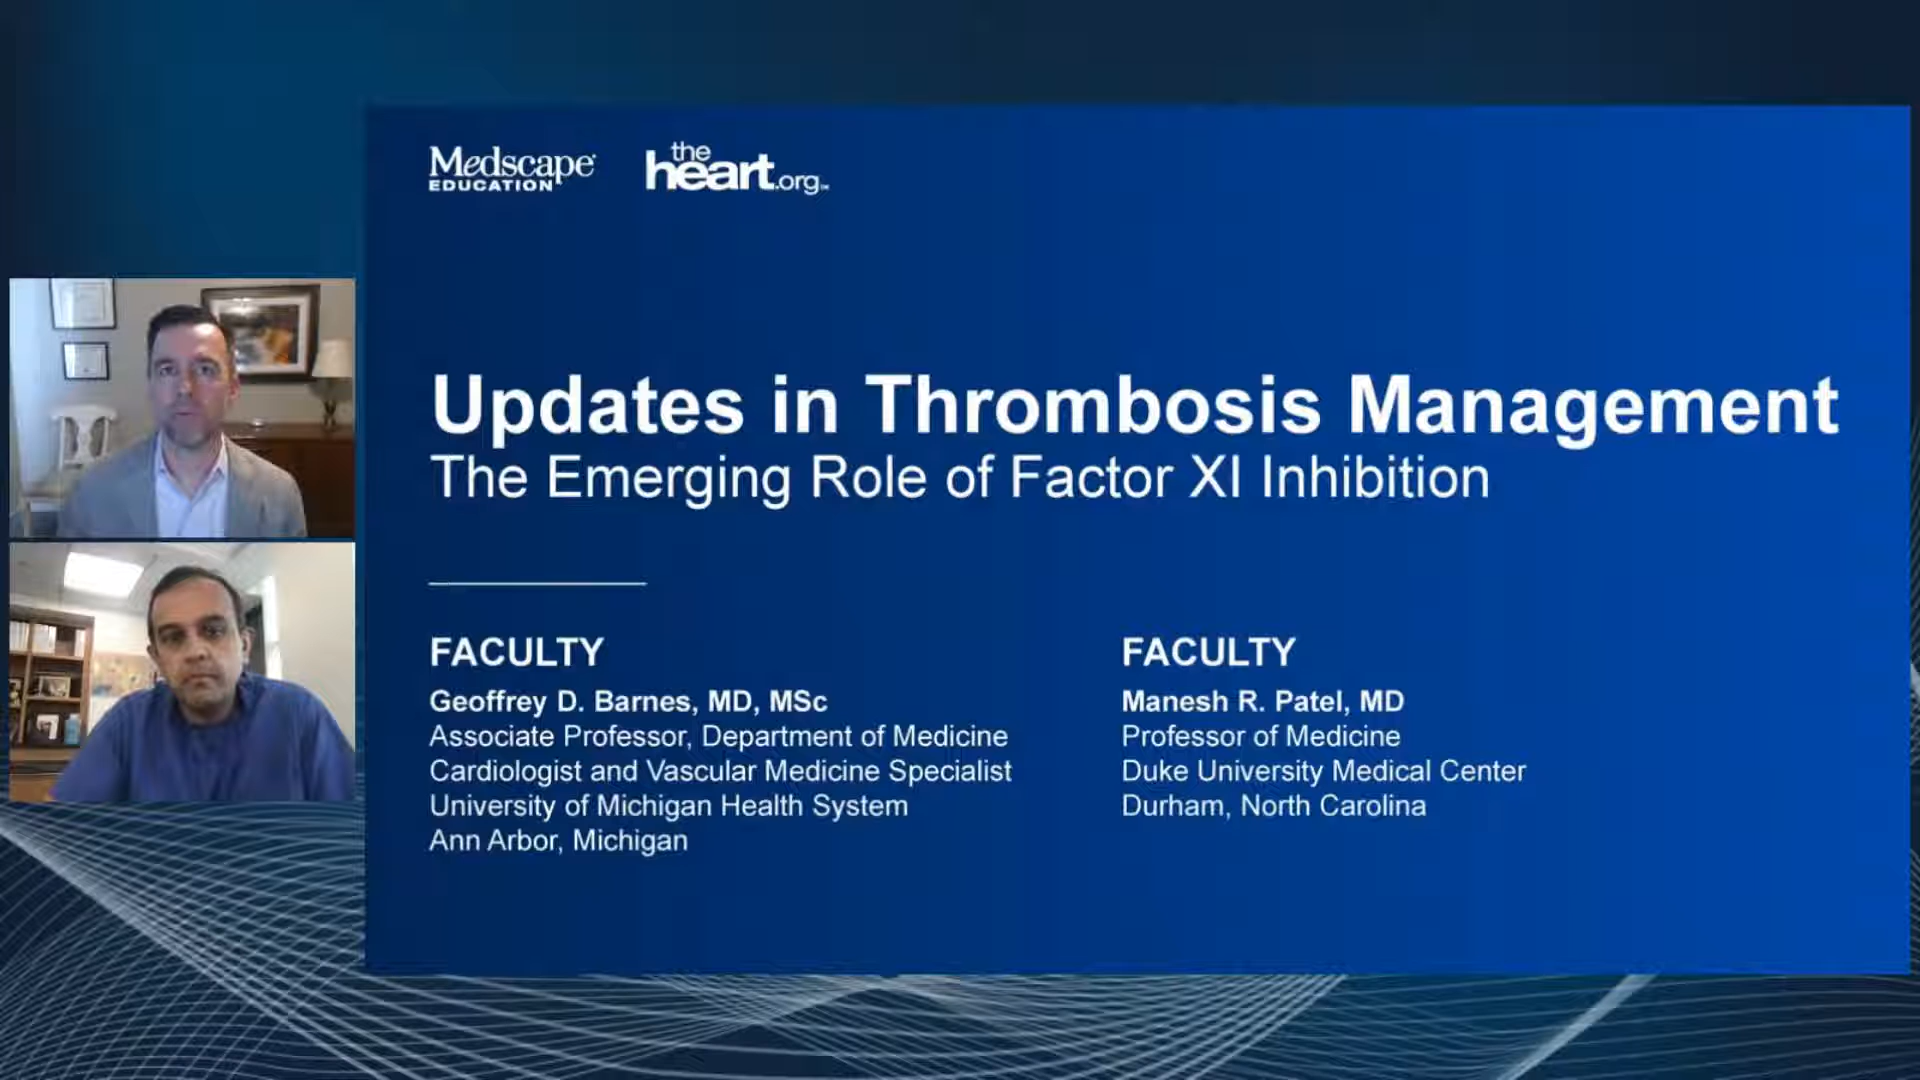 Medscape
EDUCATION
the
heart.org
Updates in Thrombosis Management
The Emerging Role of Factor XI Inhibition
FACULTY
Geoffrey D. Barnes, MD, MSc
Associate Professor, Department of Medicine
Cardiologist and Vascular Medicine Specialist
University of Michigan Health System
Ann Arbor, Michigan
FACULTY
Manesh R. Patel, MD
Professor of Medicine
Duke University Medical Center
Durham, North Carolina